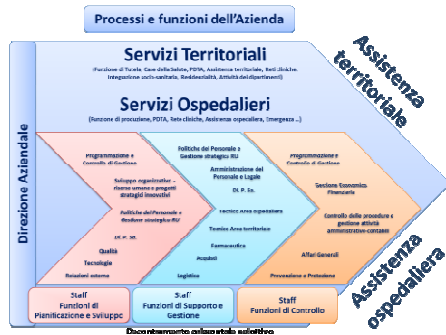 Processi e funzioni dell'Azienda
Servizi Territoriali
(Funzione di Tutela, Case della Salute, PDTA, Assistenza territoriale, Reti cliniche
Integrazione socio-sanitaria, Residenzialità, Attività dei dipartimenti)
Servizi Ospedalieri
(Funzione di produzione, PDTA, Rete cliniche, Assistenza ospedaliera, Emergenza ...)
Assistenza
territoriale
Assistenza
ospedaliera
Direzione Aziendale
Programmazione e
Controllo di Gestione
Sviluppo organizzativo –
risorse umane e progetti
strategici innovativi
Politiche del Personale e
Gestione strategica RU
Di. P. Sa.
Qualità
Tecnologie
Relazioni esterne
Politiche del Personale e
Gestione strategica RU
Amministrazione del
Personale e Legale
Di. P. Sa.
Tecnico Area ospedaliera
Tecnico Area territoriale
Farmaceutica
Acquisti
Logistica
Programmazione e
Controllo di Gestione
Gestione Economica
Finanziaria
Controllo delle procedure e
gestione attività
amministrativo-contabili
Affari Generali
Prevenzione e Protezione
Staff
Funzioni di
Pianificazione e Sviluppo
Staff
Funzioni di Supporto e
Gestione
Staff
Funzioni di Controllo